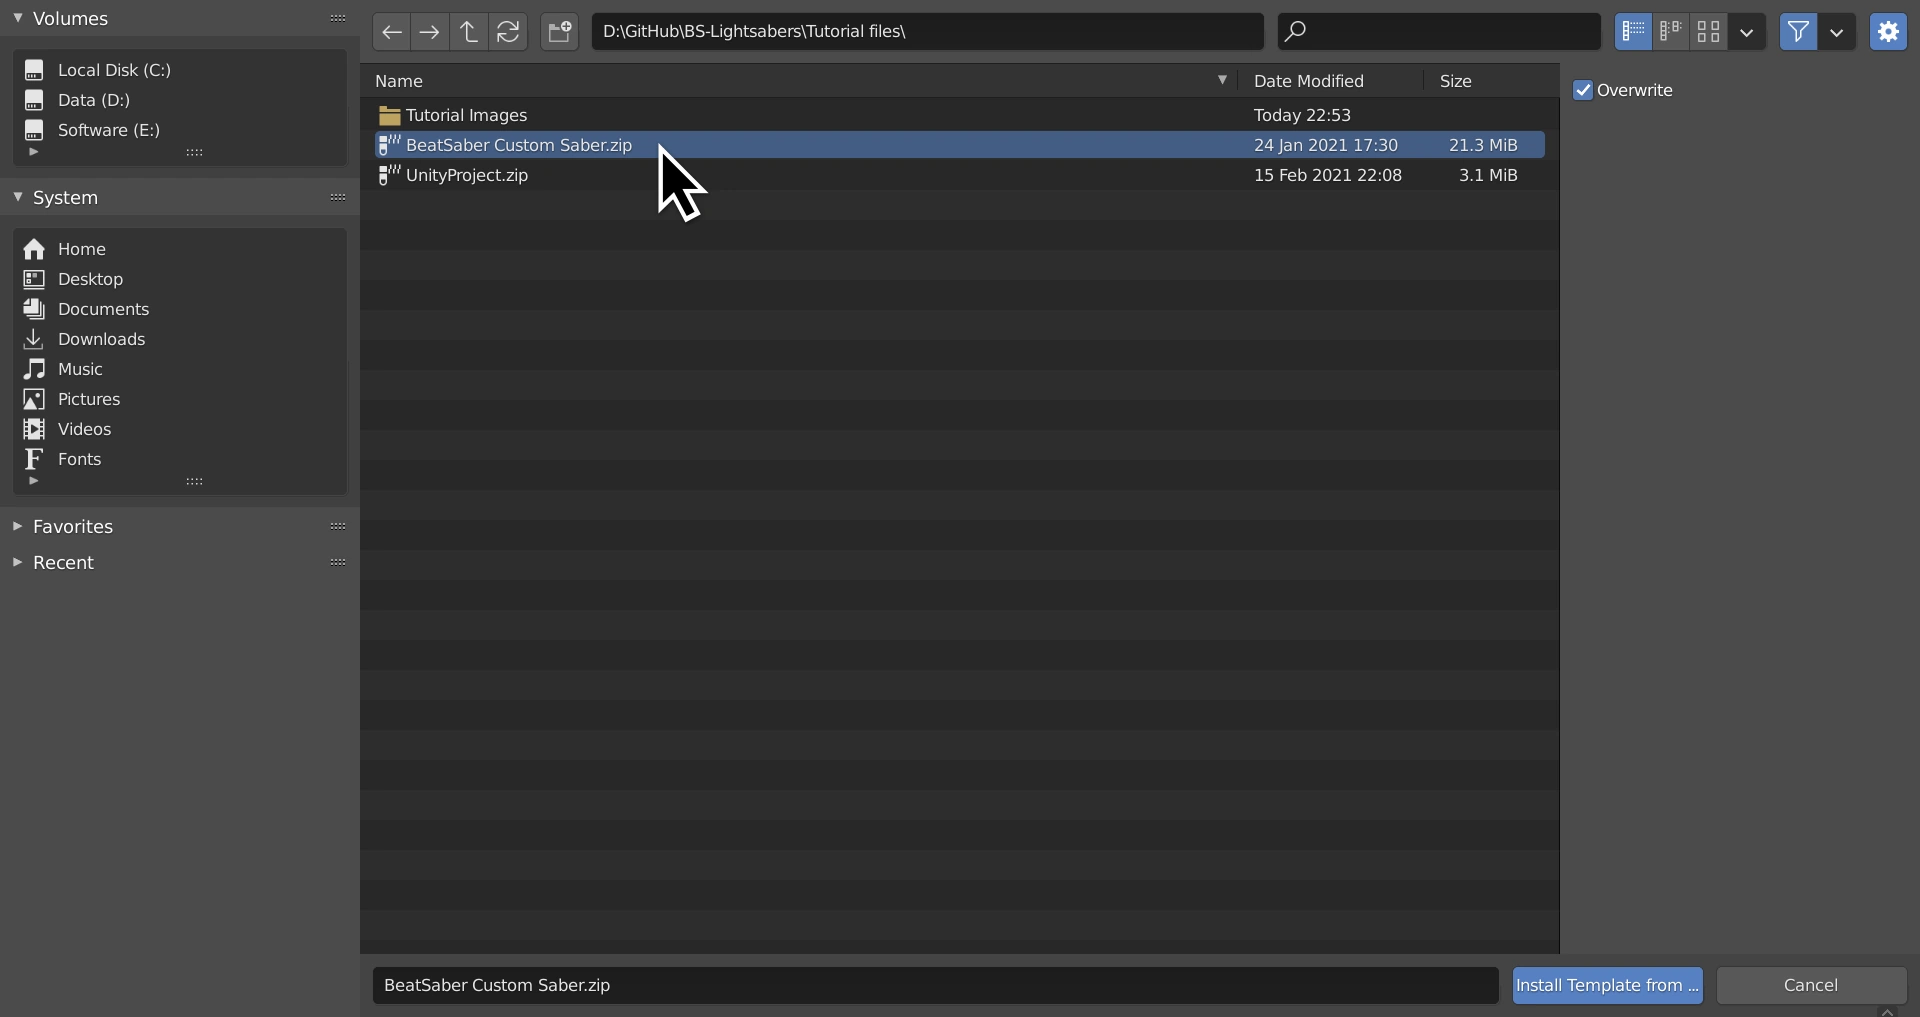 Volumes
Local Disk (C:)
Data (D:)
Software (E:)
System
Home
Desktop
Documents
Downloads
Music
Pictures
Videos
Fonts
Favorites
Recent
D:\GitHub\BS-Lightsabers\Tutorial files\
Name Date Modified Size
Tutorial Images Today 22:53
BeatSaber Custom Saber.zip 24 Jan 2021 17:30 21.3 MiB
UnityProject.zip 15 Feb 2021 22:08 3.1 MiB
Overwrite
BeatSaber Custom Saber.zip
Install Template from ...
Cancel